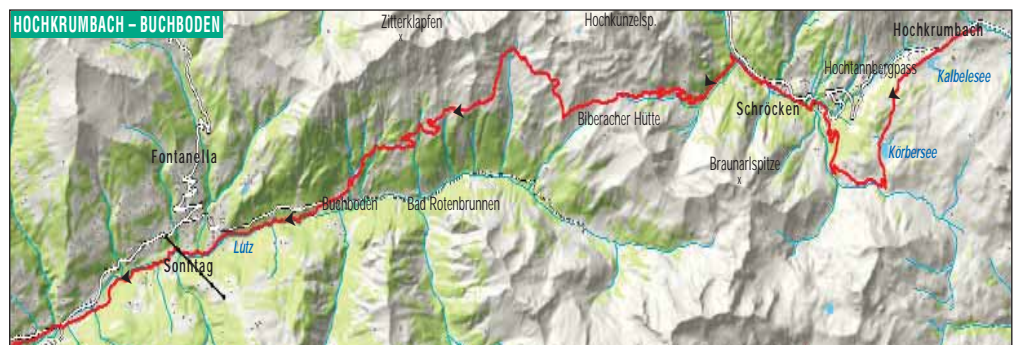 HOCHKRUMBACH – BUCHBODEN
Zitterklapfen
Hochkünzelsp.
Hochkrumbach
Hochtannbergpass
Kalbelesee
Biberacher Hütte
Schröcken
Körbersee
Fontanella
Braunarlspitze
Buchboden
Bad Rotenbrunnen
Lutz
Sonntag